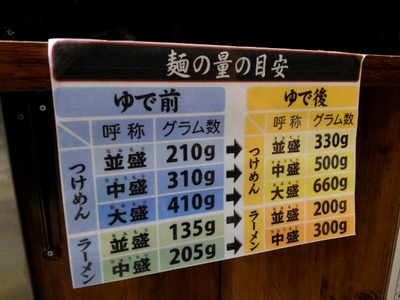 麺の量の目安
ゆで前
呼称 グラム数
つけめん
並盛 210g
中盛 310g
大盛 410g
ラーメン
並盛 135g
中盛 205g
ゆで後
呼称 グラム数
つけめん
並盛 330g
中盛 500g
大盛 660g
ラーメン
並盛 200g
中盛 300g